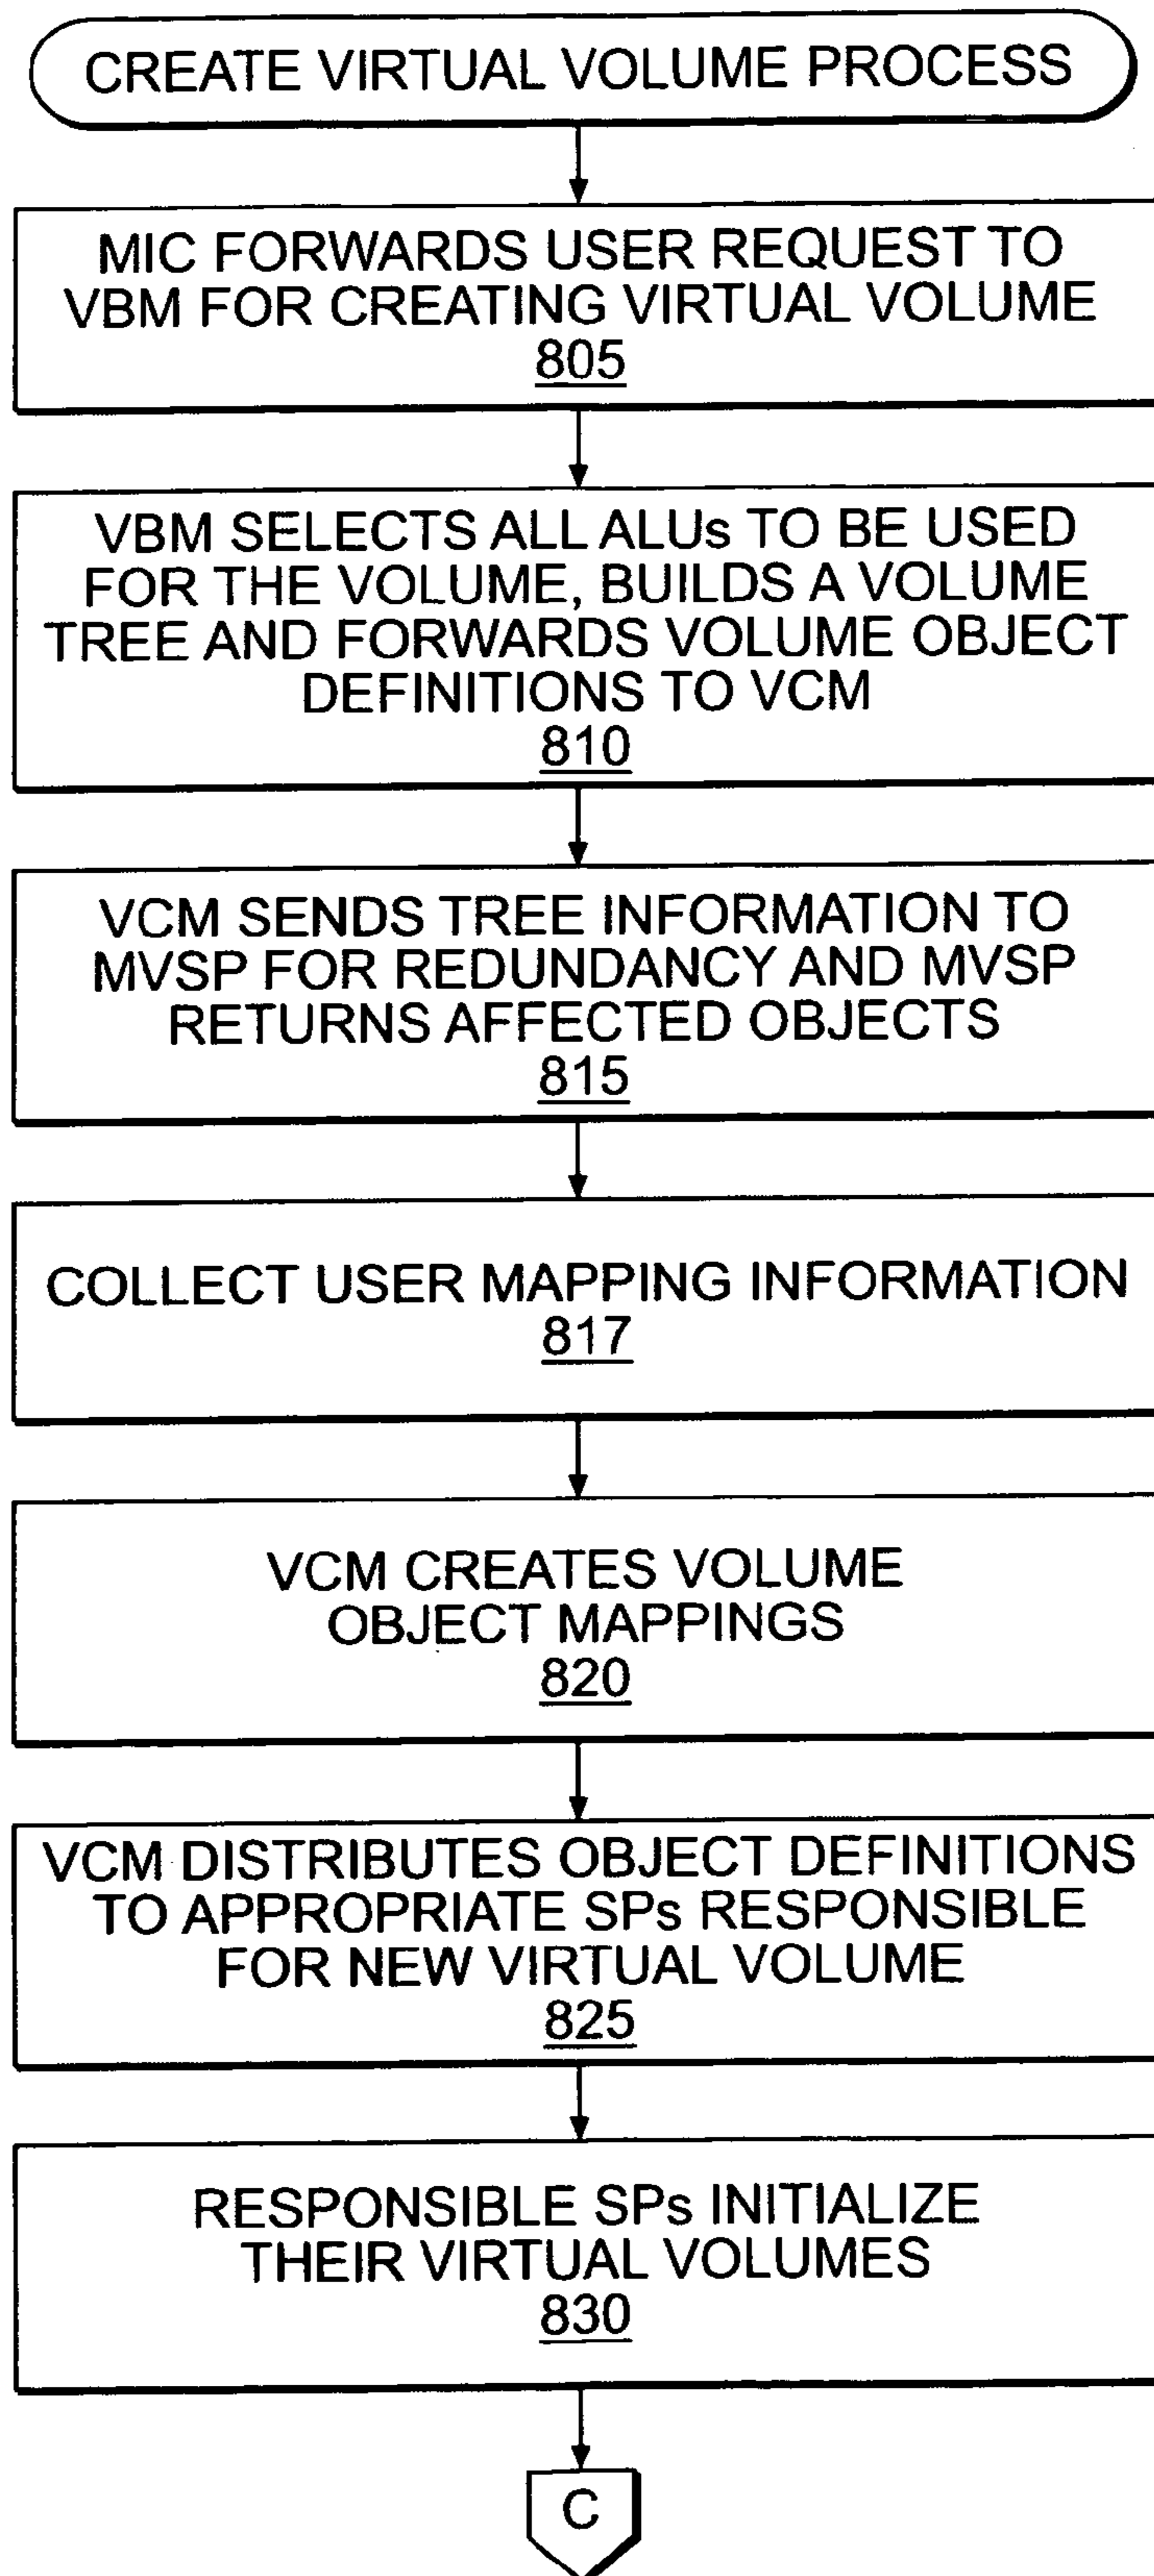 CREATE VIRTUAL VOLUME PROCESS
MIC FORWARDS USER REQUEST TO
VBM FOR CREATING VIRTUAL VOLUME
805
VBM SELECTS ALL ALUs TO BE USED
FOR THE VOLUME, BUILDS A VOLUME
TREE AND FORWARDS VOLUME OBJECT
DEFINITIONS TO VCM
810
VCM SENDS TREE INFORMATION TO
MVSP FOR REDUNDANCY AND MVSP
RETURNS AFFECTED OBJECTS
815
COLLECT USER MAPPING INFORMATION
817
VCM CREATES VOLUME
OBJECT MAPPINGS
820
VCM DISTRIBUTES OBJECT DEFINITIONS
TO APPROPRIATE SPs RESPONSIBLE
FOR NEW VIRTUAL VOLUME
825
RESPONSIBLE SPs INITIALIZE
THEIR VIRTUAL VOLUMES
830
C